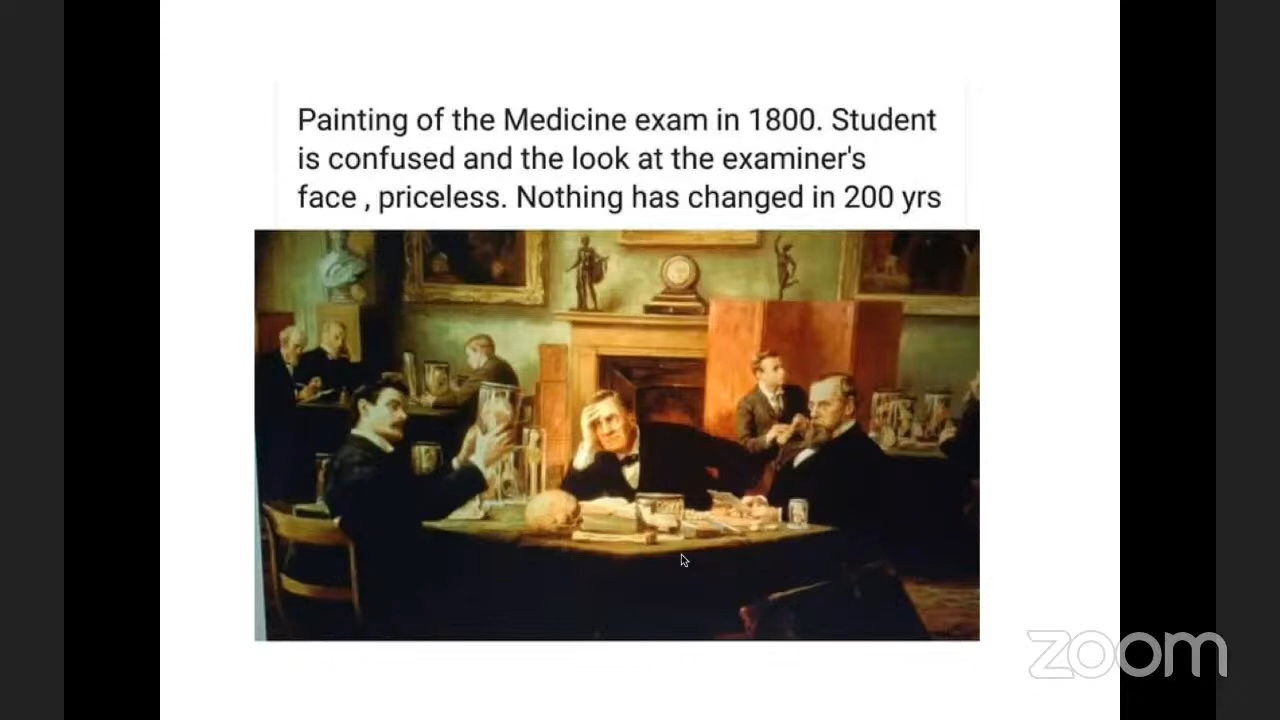 Painting of the Medicine exam in 1800. Student
is confused and the look at the examiner's
face , priceless. Nothing has changed in 200 yrs
zoom